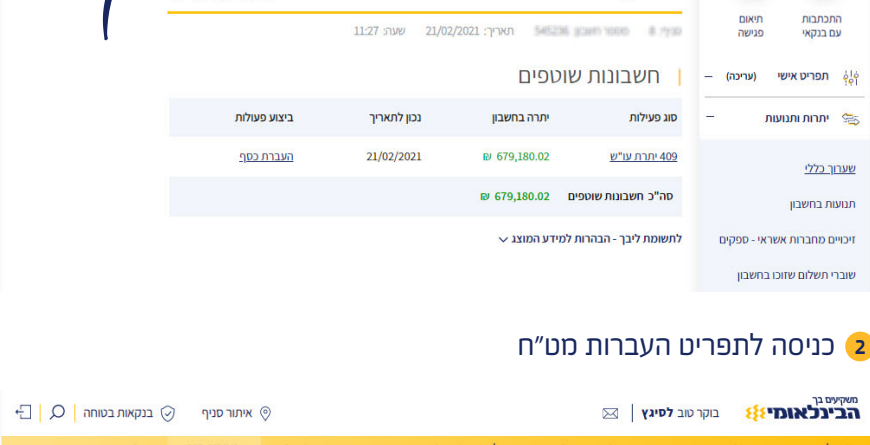 התכתבות עם בנקאי
תיאום פגישה
תאריך: 21/02/2021 שעה: 11:27
תפריט אישי (עריכה) –
יתרות ותנועות –
שערוך כללי
תנועות בחשבון
זיכויים מחברות אשראי - ספקים
שוברי תשלום שזוכו בחשבון
חשבונות שוטפים
סוג פעילות יתרה בחשבון נכון לתאריך ביצוע פעולות
409 יתרת עו"ש 679,180.02 ₪ 21/02/2021 העברת כסף
סה"כ חשבונות שוטפים 679,180.02 ₪
לתשומת ליבך - הבהרות למידע המוצג
2 כניסה לתפריט העברות מט״ח
משקיעים בך
הבינלאומי בוקר טוב לסיגץ איתור סניף בנקאות בטוחה